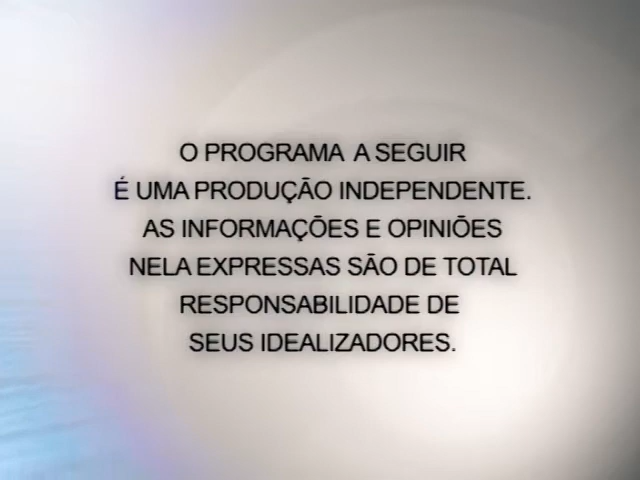 O PROGRAMA A SEGUIR
É UMA PRODUÇÃO INDEPENDENTE.
AS INFORMAÇÕES E OPINIÕES
NELA EXPRESSAS SÃO DE TOTAL
RESPONSABILIDADE DE
SEUS IDEALIZADORES.